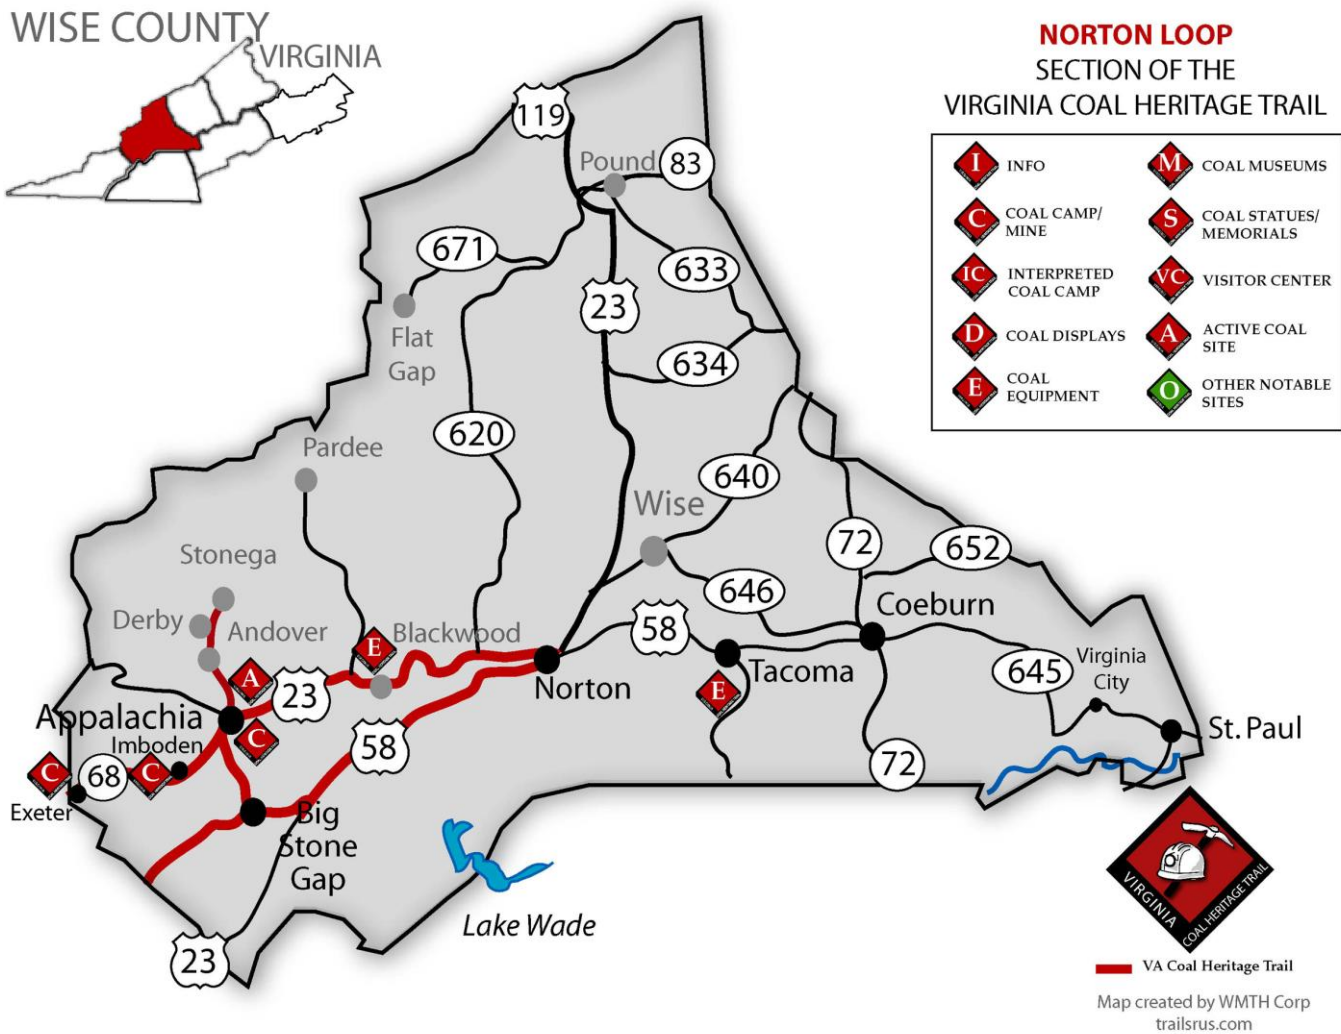 WISE COUNTY
VIRGINIA
NORTON LOOP
SECTION OF THE
VIRGINIA COAL HERITAGE TRAIL
I INFO
C COAL CAMP/
MINE
IC INTERPRETED
COAL CAMP
D COAL DISPLAYS
E COAL
EQUIPMENT
M COAL MUSEUMS
S COAL STATUES/
MEMORIALS
VC VISITOR CENTER
A ACTIVE COAL
SITE
O OTHER NOTABLE
SITES
119
Pound
83
671
633
23
Flat
Gap
634
620
Pardee
640
Wise
72
652
Stonega
646
Coeburn
Derby
Andover
E
Blackwood
58
Virginia
City
645
A
23
Norton
Tacoma
E
Appalachia
C
Imboden
58
St. Paul
C
68
C
72
Exeter
Big
Stone
Gap
Lake Wade
23
VIRGINIA
COAL HERITAGE TRAIL
VA Coal Heritage Trail
Map created by WMTH Corp
trailsrus.com